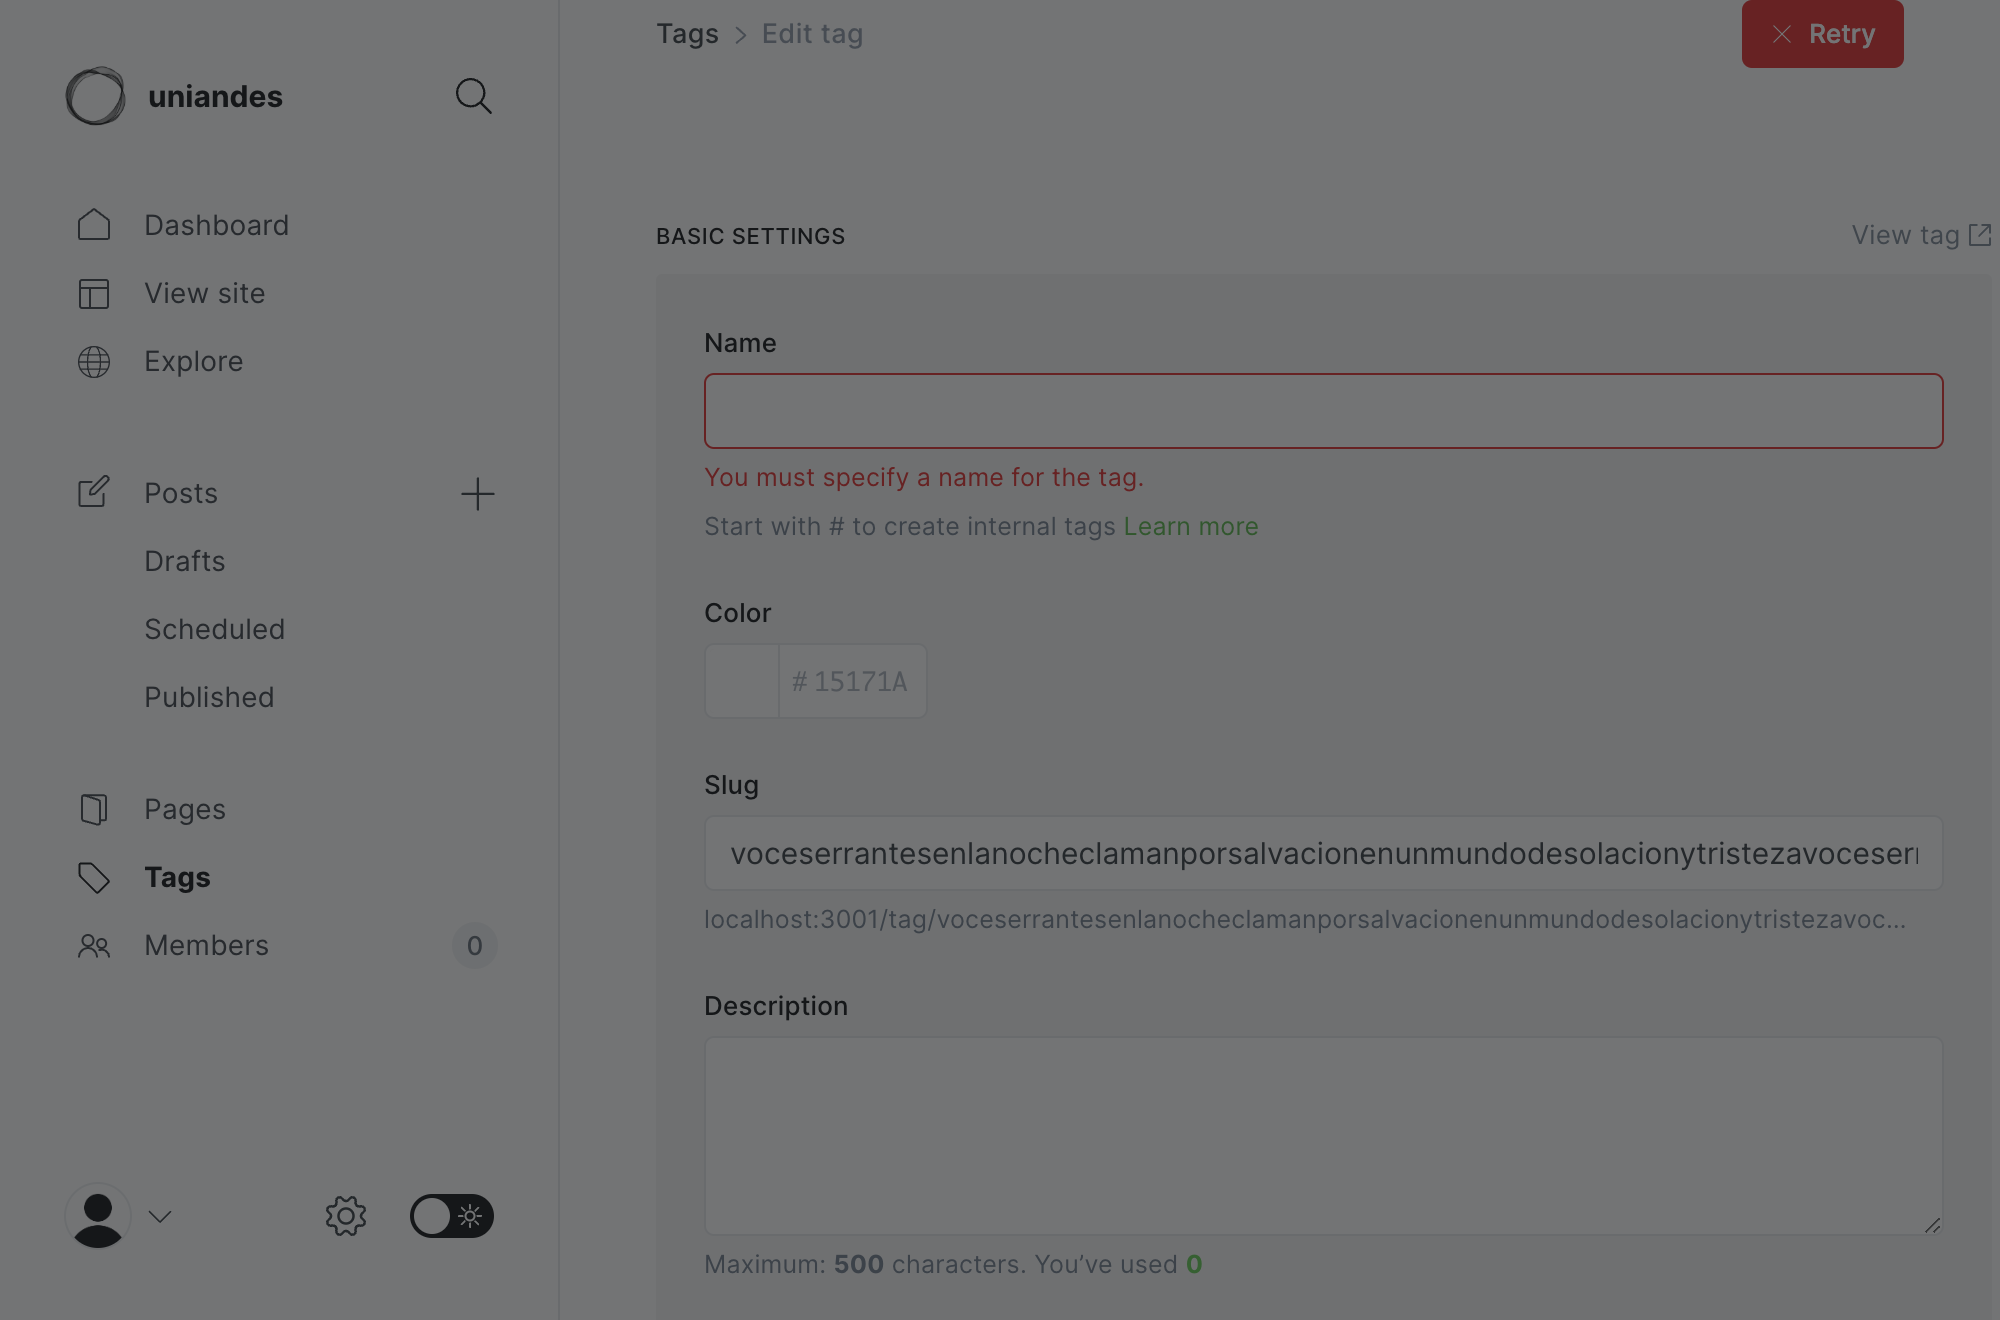 uniandes
Dashboard
View site
Explore
Posts
Drafts
Scheduled
Published
Pages
Tags
Members 0
Tags > Edit tag
Retry
BASIC SETTINGS
View tag
Name
You must specify a name for the tag.
Start with # to create internal tags Learn more
Color
# 15171A
Slug
voceserrantesenlanocheclamanporsalvacionenunmundodesolacionytristezavoceser
localhost:3001/tag/voceserrantesenlanocheclamanporsalvacionenunmundodesolacionytristezavoc...
Description
Maximum: 500 characters. You’ve used 0